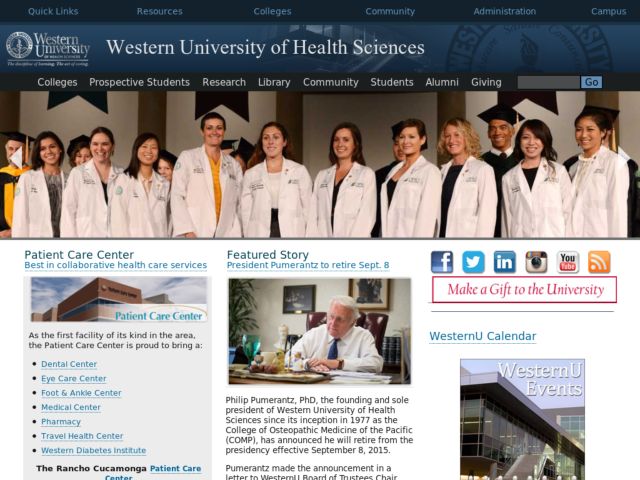 Quick Links Resources Colleges Community Administration Campus
Western University
OF HEALTH SCIENCES
The discipline of learning. The art of caring.
Western University of Health Sciences
Colleges Prospective Students Research Library Community Students Alumni Giving Go
Patient Care Center
Best in collaborative health care services
Patient Care Center
As the first facility of its kind in the area,
the Patient Care Center is proud to bring a:
Dental Center
Eye Care Center
Foot & Ankle Center
Medical Center
Pharmacy
Travel Health Center
Western Diabetes Institute
The Rancho Cucamonga Patient Care
Center
Featured Story
President Pumerantz to retire Sept. 8
Philip Pumerantz, PhD, the founding and sole
president of Western University of Health
Sciences since its inception in 1977 as the
College of Osteopathic Medicine of the Pacific
(COMP), has announced he will retire from the
presidency effective September 8, 2015.
Pumerantz made the announcement in a
letter to WesternU Board of Trustees Chair
You Tube
Make a Gift to the University
WesternU Calendar
WesternU
Events